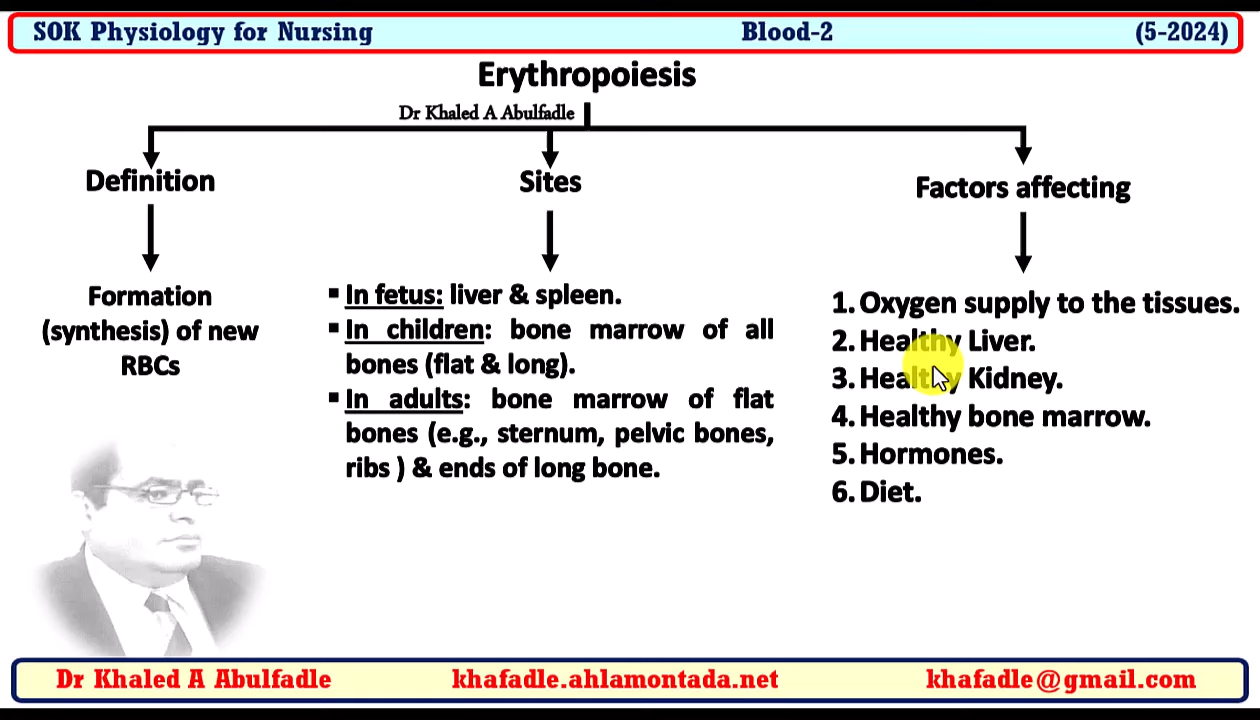 SOK Physiology for Nursing Blood-2 (5-2024)
Erythropoiesis
Dr Khaled A Abulfadle
Definition
Formation
(synthesis) of new
RBCs
Sites
▪ In fetus: liver & spleen.
▪ In children: bone marrow of all
bones (flat & long).
▪ In adults: bone marrow of flat
bones (e.g., sternum, pelvic bones,
ribs ) & ends of long bone.
Factors affecting
1. Oxygen supply to the tissues.
2. Healthy Liver.
3. Healthy Kidney.
4. Healthy bone marrow.
5. Hormones.
6. Diet.
Dr Khaled A Abulfadle khafadle.ahlamontada.net khafadle@gmail.com